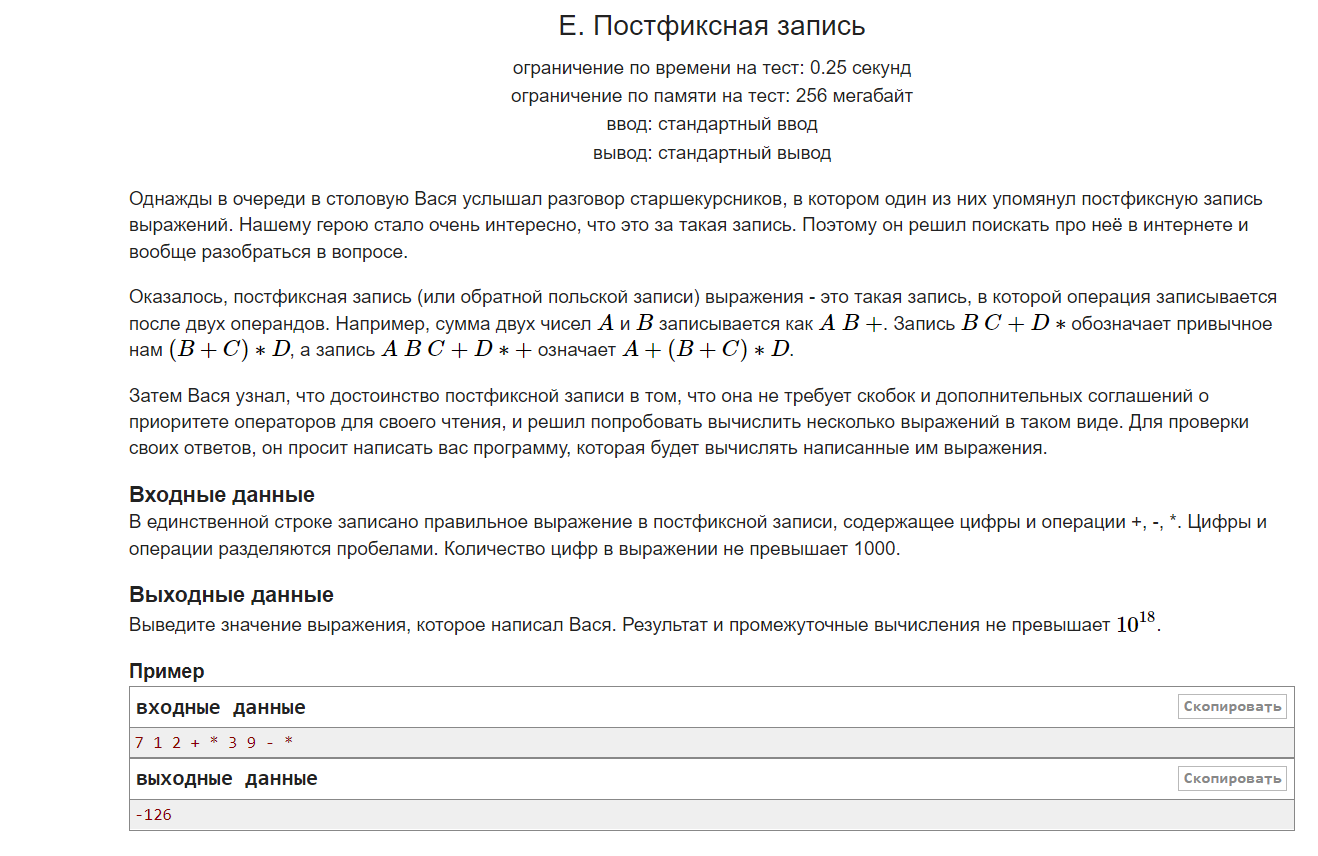 E. Постфиксная запись
ограничение по времени на тест: 0.25 секунд
ограничение по памяти на тест: 256 мегабайт
ввод: стандартный ввод
вывод: стандартный вывод
Однажды в очереди в столовую Вася услышал разговор старшекурсников, в котором один из них упомянул постфиксную запись
выражений. Нашему герою стало очень интересно, что это за такая запись. Поэтому он решил поискать про неё в интернете и
вообще разобраться в вопросе.
Оказалось, постфиксная запись (или обратной польской записи) выражения - это такая запись, в которой операция записывается
после двух операндов. Например, сумма двух чисел A и B записывается как A B +. Запись B C + D * обозначает привычное
нам (B + C) * D, а запись A B C + D * + означает A + (B + C) * D.
Затем Вася узнал, что достоинство постфиксной записи в том, что она не требует скобок и дополнительных соглашений о
приоритете операторов для своего чтения, и решил попробовать вычислить несколько выражений в таком виде. Для проверки
своих ответов, он просит написать вас программу, которая будет вычислять написанные им выражения.
Входные данные
В единственной строке записано правильное выражение в постфиксной записи, содержащее цифры и операции +, -, *. Цифры и
операции разделяются пробелами. Количество цифр в выражении не превышает 1000.
Выходные данные
Выведите значение выражения, которое написал Вася. Результат и промежуточные вычисления не превышает 10^18.
Пример
входные данные Скопировать
7 1 2 + * 3 9 - *
выходные данные Скопировать
-126